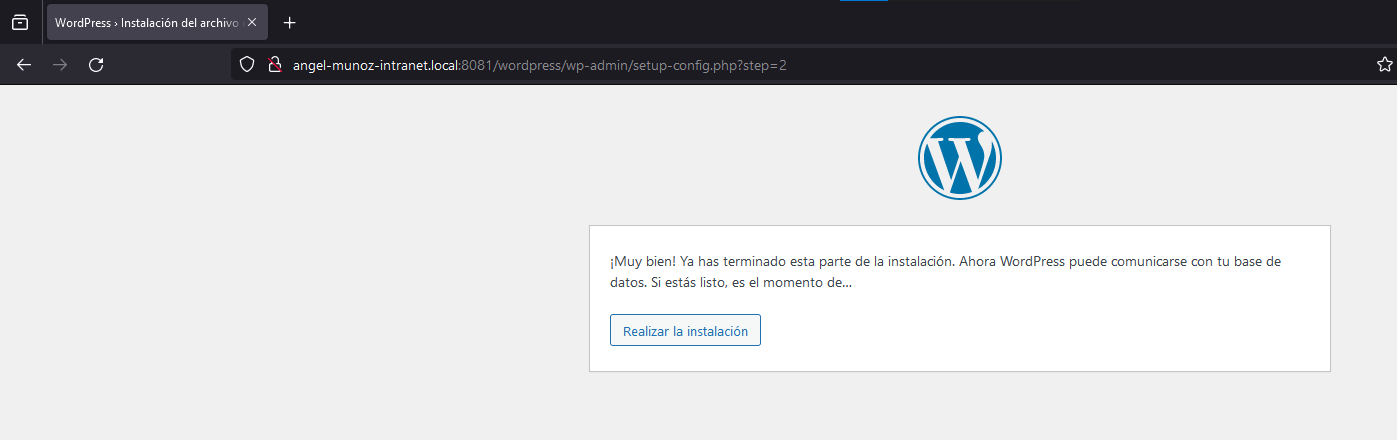 WordPress › Instalación del archivo
angel-munoz-intranet.local:8081/wordpress/wp-admin/setup-config.php?step=2
¡Muy bien! Ya has terminado esta parte de la instalación. Ahora WordPress puede comunicarse con tu base de
datos. Si estás listo, es el momento de…
Realizar la instalación